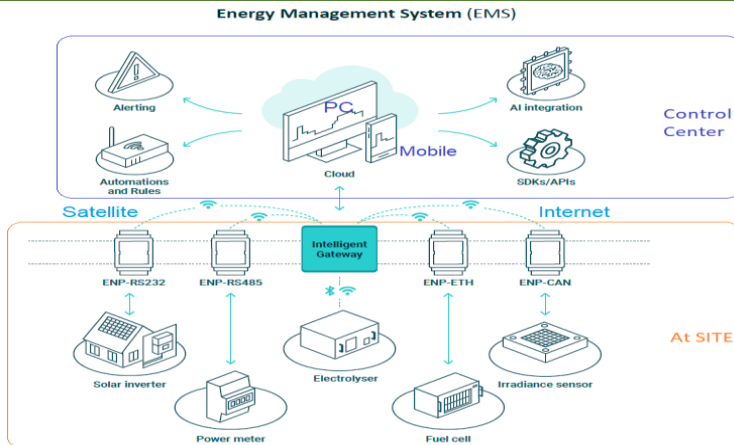 Energy Management System (EMS)
Alerting
PC
AI integration
Control
Center
Mobile
Automations
and Rules
Cloud
SDKs/APIs
Satellite
Internet
Intelligent
Gateway
ENP-RS232
ENP-RS485
ENP-ETH
ENP-CAN
At SITE
Solar inverter
Electrolyser
Irradiance sensor
Power meter
Fuel cell